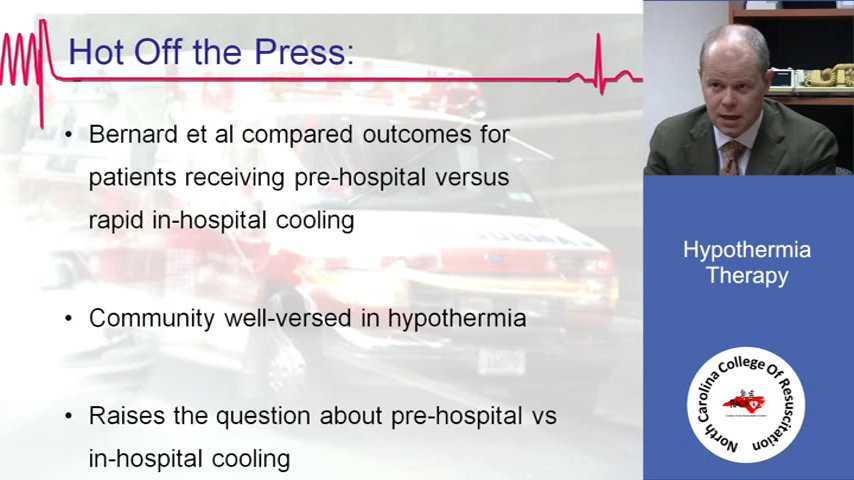 Hot Off the Press:
• Bernard et al compared outcomes for
patients receiving pre-hospital versus
rapid in-hospital cooling
• Community well-versed in hypothermia
• Raises the question about pre-hospital vs
in-hospital cooling
Hypothermia
Therapy
North Carolina College Of Resuscitation